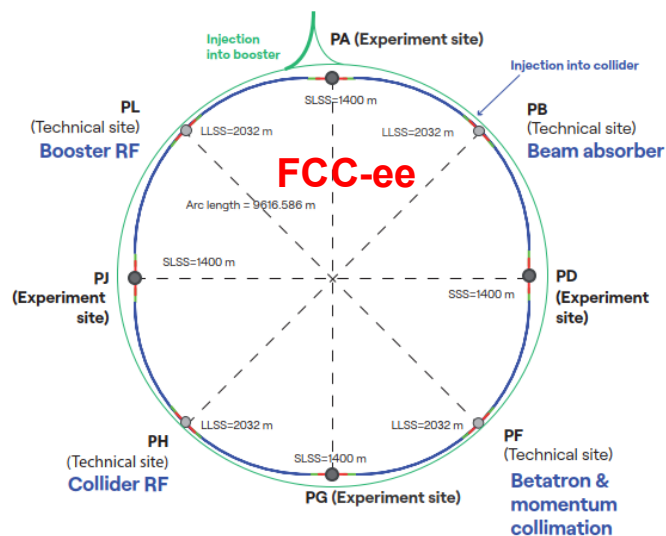 Injection
into booster
PA (Experiment site)
Injection into collider
SLSS=1400 m
PL
(Technical site)
Booster RF
LLSS=2032 m
LLSS=2032 m
PB
(Technical site)
Beam absorber
FCC-ee
Arc length = 9616.586 m
SLSS=1400 m
PJ
(Experiment
site)
SSS=1400 m
PD
(Experiment
site)
LLSS=2032 m
LLSS=2032 m
PH
(Technical site)
Collider RF
SLSS=1400 m
PG (Experiment site)
PF
(Technical site)
Betatron &
momentum
collimation